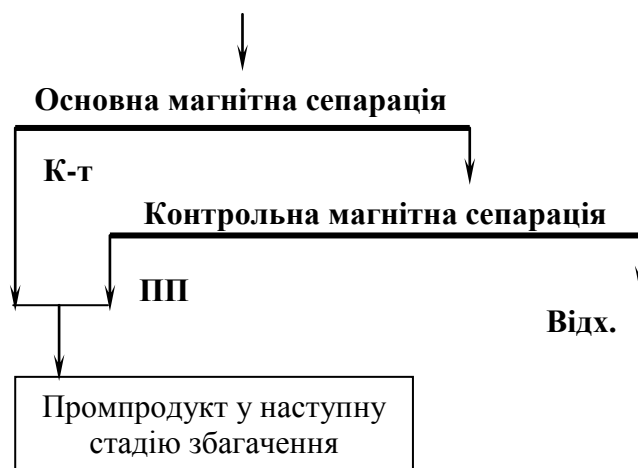 Основна магнітна сепарація
К-т
Контрольна магнітна сепарація
ПП
Відх.
Промпродукт у наступну
стадію збагачення